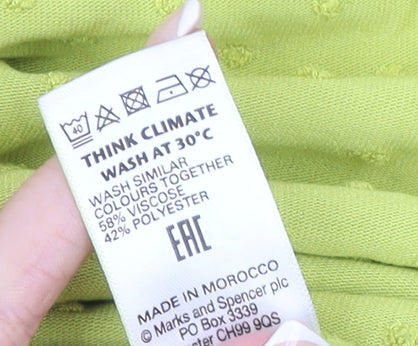 40
THINK CLIMATE
WASH AT 30°C
WASH SIMILAR
COLOURS TOGETHER
58% VISCOSE
42% POLYESTER
EAC
MADE IN MOROCCO
© Marks and Spencer plc
PO Box 3339
CH99 9QS